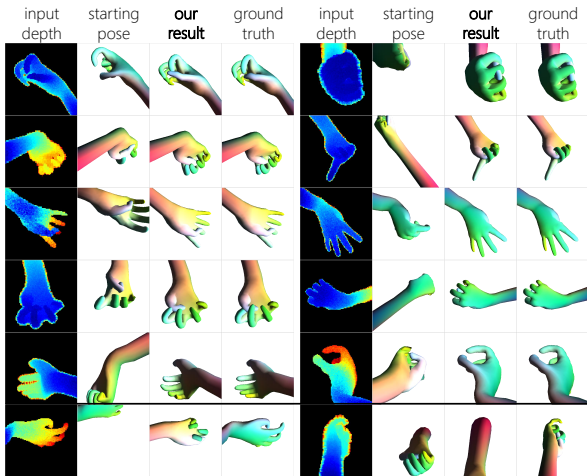 input starting our ground input starting our ground
depth pose result truth depth pose result truth